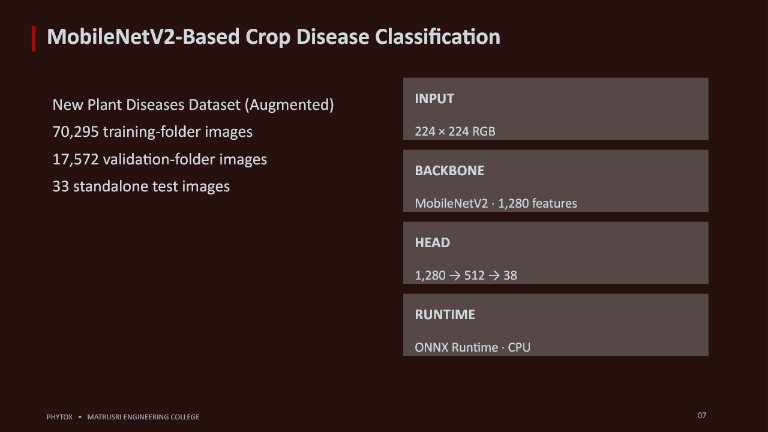 MobileNetV2-Based Crop Disease Classification
New Plant Diseases Dataset (Augmented)
70,295 training-folder images
17,572 validation-folder images
33 standalone test images
INPUT
224 × 224 RGB
BACKBONE
MobileNetV2 · 1,280 features
HEAD
1,280 → 512 → 38
RUNTIME
ONNX Runtime · CPU
PHYTOX • MATRUSRI ENGINEERING COLLEGE
07